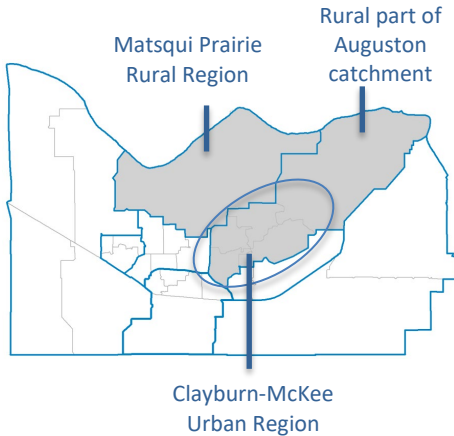 Matsqui Prairie
Rural Region
Rural part of
Auguston
catchment
Clayburn-McKee
Urban Region